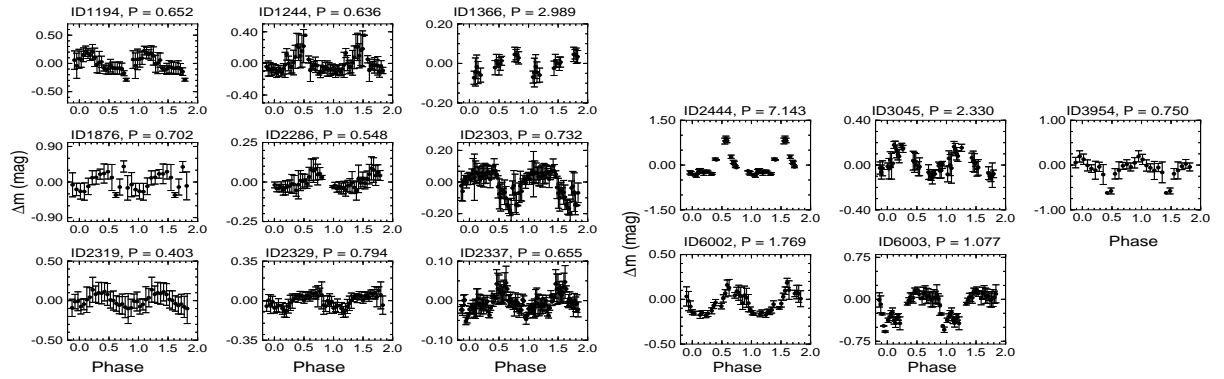 ID1194, P = 0.652
0.50
0.00
-0.50
0.0 0.5 1.0 1.5 2.0
ID1244, P = 0.636
0.40
0.00
-0.40
0.0 0.5 1.0 1.5 2.0
ID1366, P = 2.989
0.20
0.00
-0.20
0.0 0.5 1.0 1.5 2.0
Δm (mag)
ID1876, P = 0.702
0.90
0.00
-0.90
0.0 0.5 1.0 1.5 2.0
ID2286, P = 0.548
0.25
0.00
-0.25
0.0 0.5 1.0 1.5 2.0
ID2303, P = 0.732
0.20
0.00
-0.20
0.0 0.5 1.0 1.5 2.0
ID2319, P = 0.403
0.50
0.00
-0.50
0.0 0.5 1.0 1.5 2.0
Phase
ID2329, P = 0.794
0.35
0.00
-0.35
0.0 0.5 1.0 1.5 2.0
Phase
ID2337, P = 0.655
0.10
0.00
-0.10
0.0 0.5 1.0 1.5 2.0
Phase
Δm (mag)
ID2444, P = 7.143
1.50
0.00
-1.50
0.0 0.5 1.0 1.5 2.0
ID3045, P = 2.330
0.40
0.00
-0.40
0.0 0.5 1.0 1.5 2.0
ID3954, P = 0.750
1.00
0.00
-1.00
0.0 0.5 1.0 1.5 2.0
Phase
ID6002, P = 1.769
0.50
0.00
-0.50
0.0 0.5 1.0 1.5 2.0
Phase
ID6003, P = 1.077
0.75
0.00
-0.75
0.0 0.5 1.0 1.5 2.0
Phase